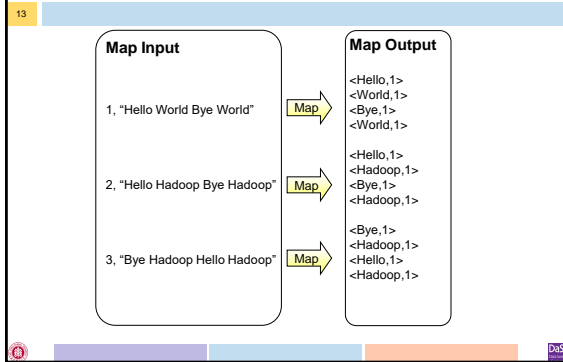 13
Map Input
Map Output
1, “Hello World Bye World”
Map
<Hello,1>
<World,1>
<Bye,1>
<World,1>
2, “Hello Hadoop Bye Hadoop”
Map
<Hello,1>
<Hadoop,1>
<Bye,1>
<Hadoop,1>
3, “Bye Hadoop Hello Hadoop”
Map
<Bye,1>
<Hadoop,1>
<Hello,1>
<Hadoop,1>
DaS